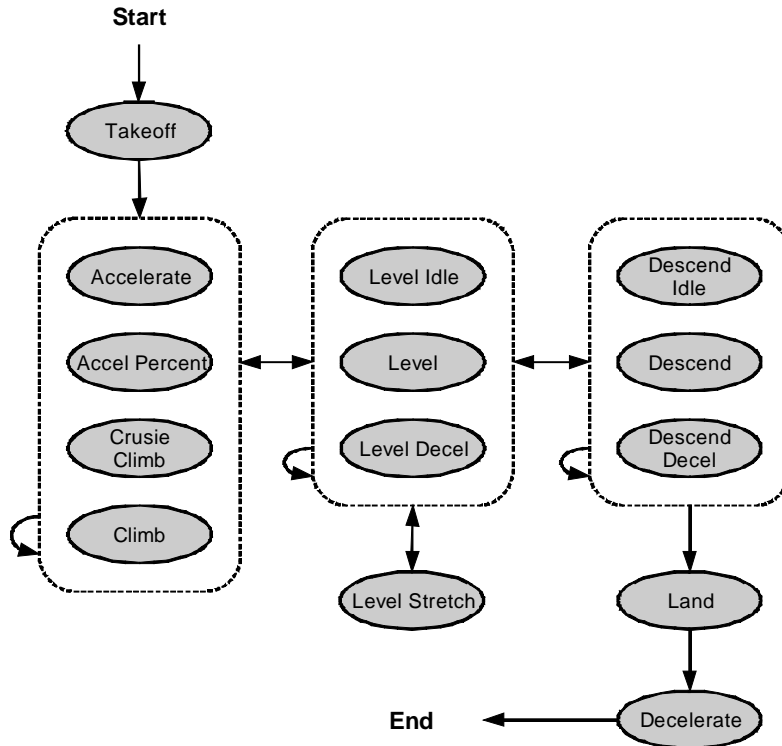 Start
Takeoff
Accelerate
Level Idle
Descend
Idle
Accel Percent
Level
Descend
Crusie
Climb
Level Decel
Descend
Decel
Climb
Level Stretch
Land
End
Decelerate